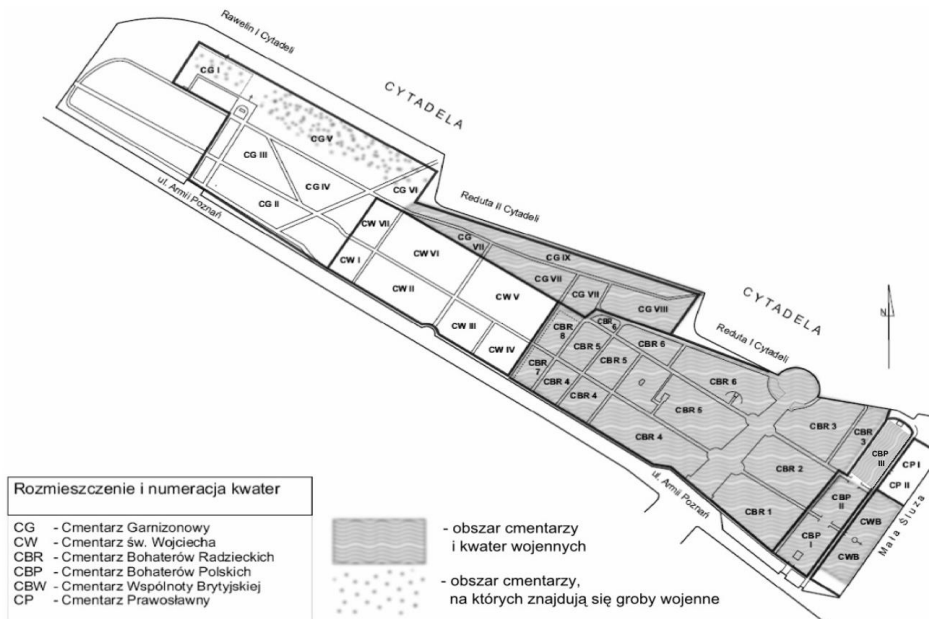 Rawelin I Cytadeli
CYTADELA
CG I
CG V
CG III
CG IV
CG VI
CG II
ul. Armii Poznań
Reduta II Cytadeli
CW VII
CG VII
CG IX
CW I
CW VI
CG VII
CW II
CG VII
CG VIII
CYTADELA
CW V
N
CW III
CW IV
CBR 8
CBR 6
CBR 6
Reduta I Cytadeli
CBR 5
CBR 5
CBR 7
CBR 4
CBR 4
CBR 6
CBR 5
CBR 4
CBR 3
CBR 3
CBR 2
CBR 1
CBP III
CP I
CP II
CBP II
CBP I
CWB
CWB
Mała Śluza
ul. Armii Poznań
Rozmieszczenie i numeracja kwater
CG - Cmentarz Garnizonowy
CW - Cmentarz św. Wojciecha
CBR - Cmentarz Bohaterów Radzieckich
CBP - Cmentarz Bohaterów Polskich
CBW - Cmentarz Wspólnoty Brytyjskiej
CP - Cmentarz Prawosławny
- obszar cmentarzy
i kwater wojennych
- obszar cmentarzy,
na których znajdują się groby wojenne